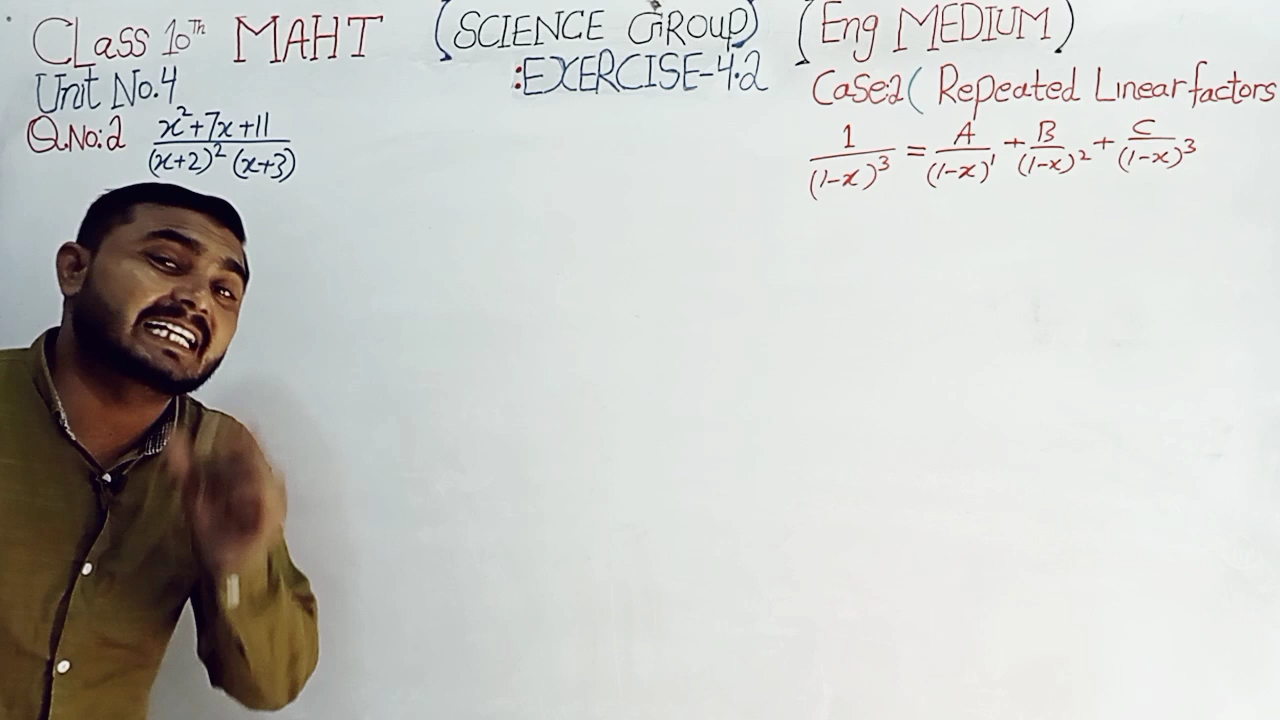 CLass 10Th MAHT (SCIENCE GRouP) (Eng MEDIUM)
Unit No.4 :EXERCISE-4.2 Case:2( Repeated Linear factors
Q.No:2 x²+7x+11/(x+2)²(x+3) 1/(1-x)³ = A/(1-x)¹ + B/(1-x)² + C/(1-x)³